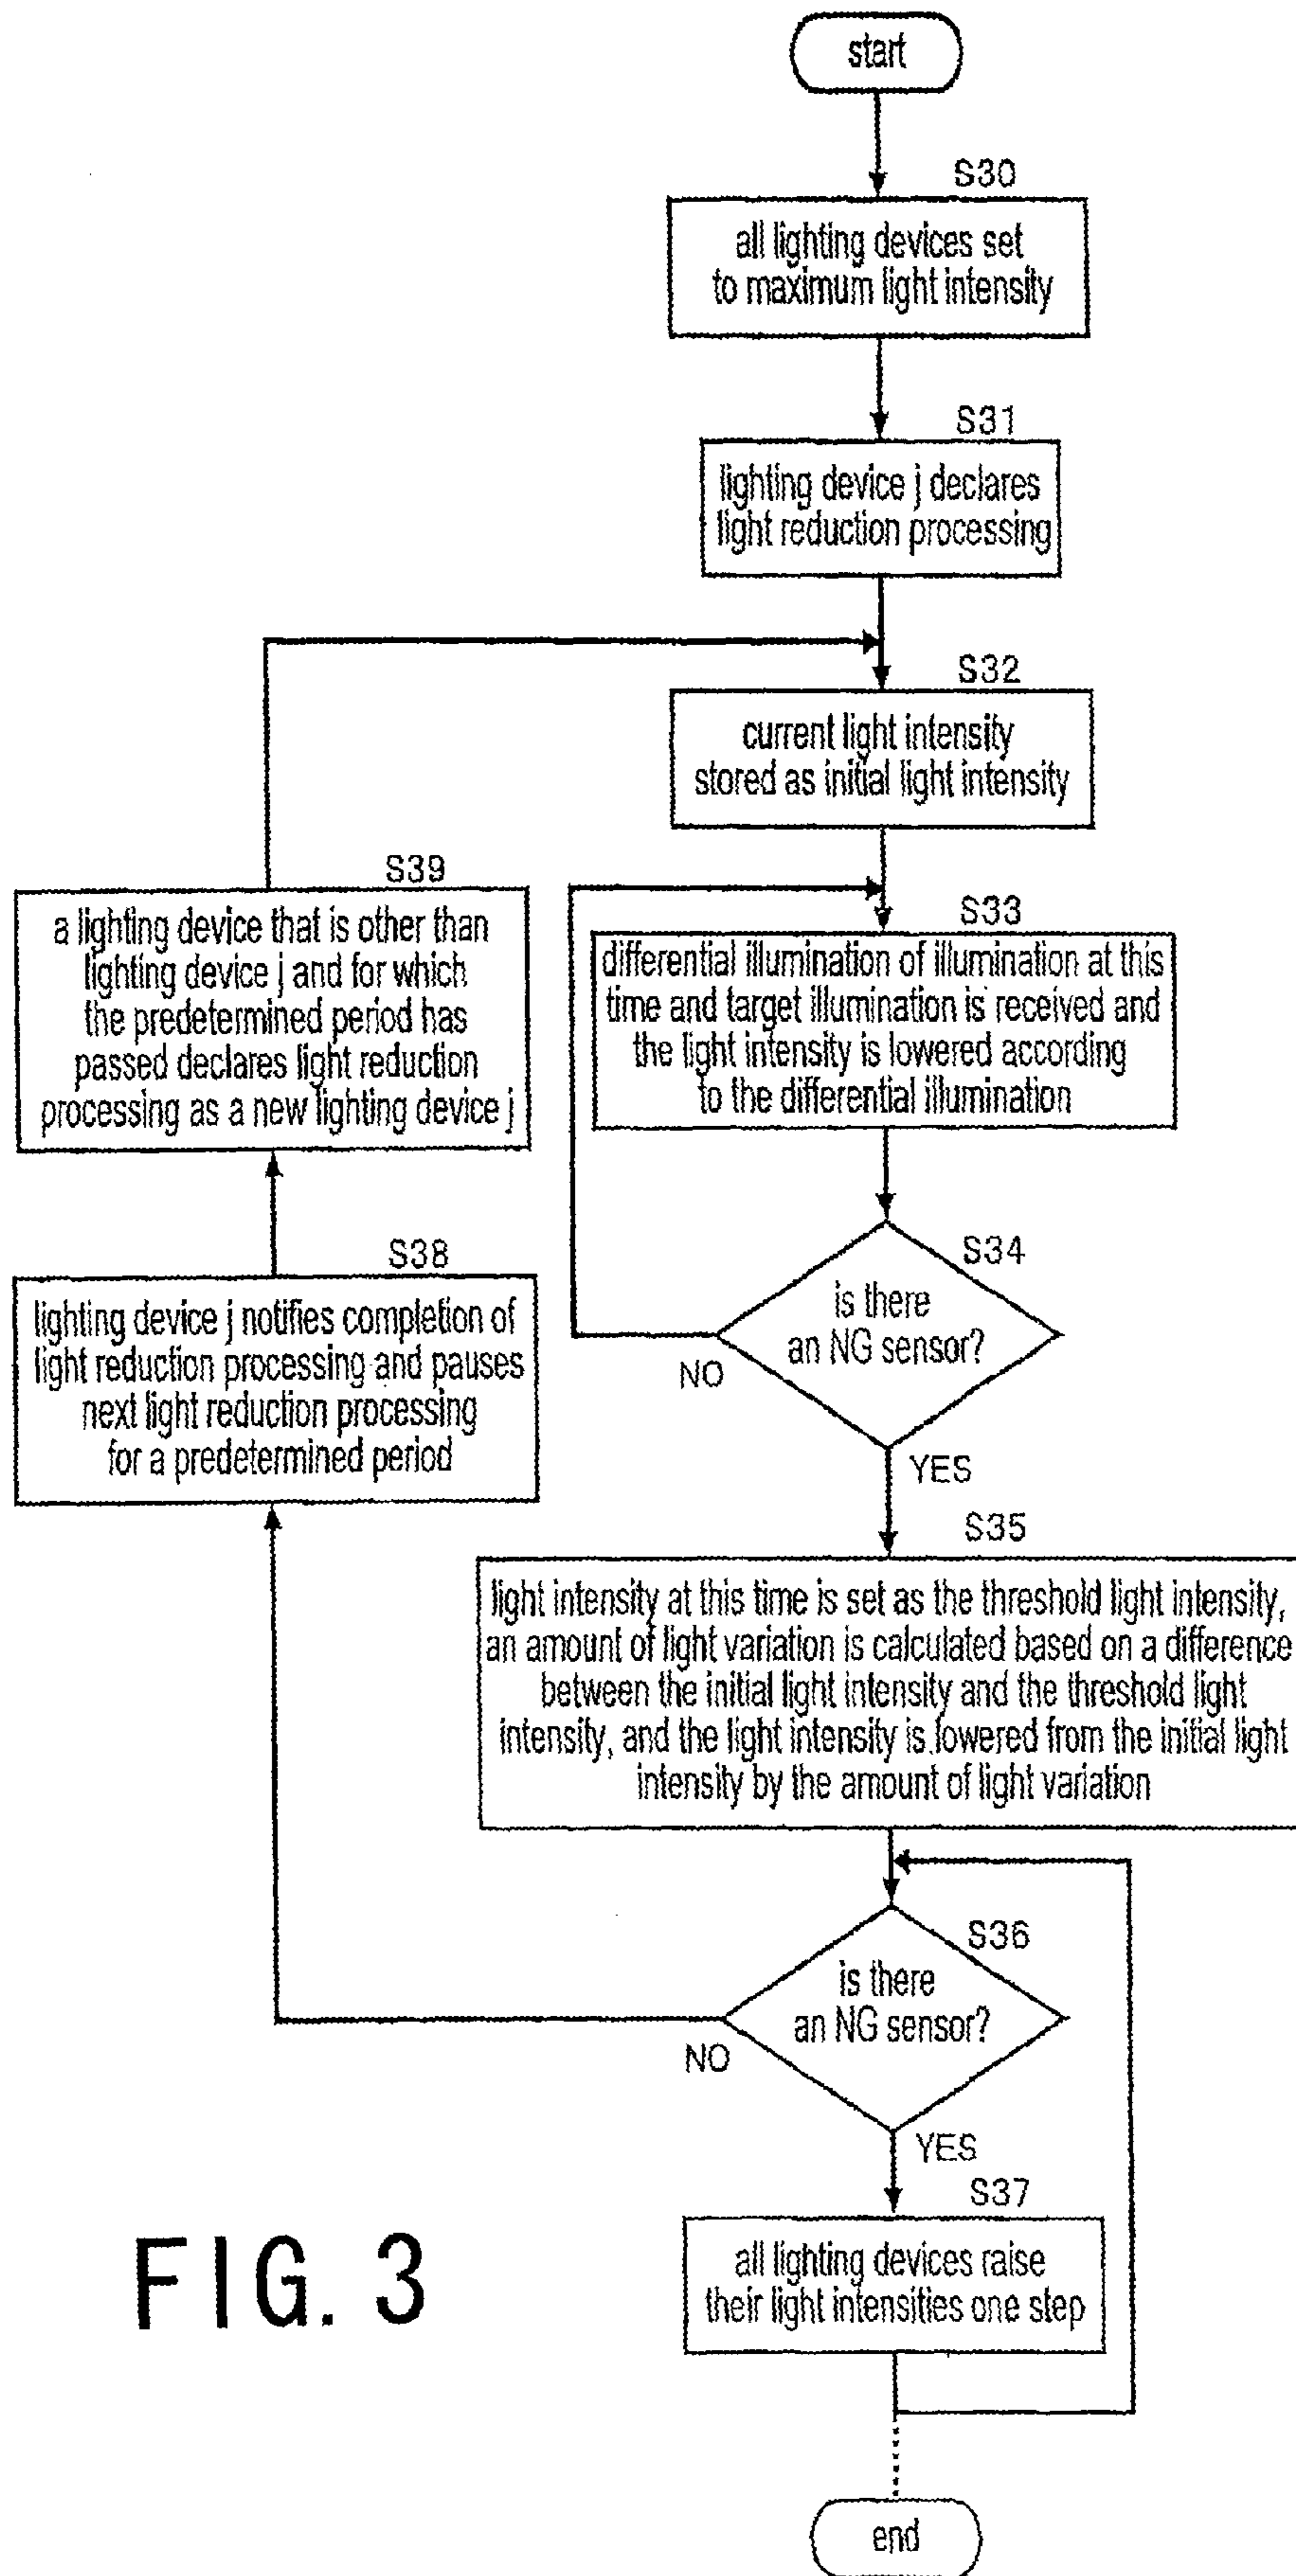 start
S30
all lighting devices set
to maximum light intensity
S31
lighting device j declares
light reduction processing
S32
current light intensity
stored as initial light intensity
S33
differential illumination of illumination at this
time and target illumination is received and
the light intensity is lowered according
to the differential illumination
S34
is there
an NG sensor?
NO
YES
S35
light intensity at this time is set as the threshold light intensity,
an amount of light variation is calculated based on a difference
between the initial light intensity and the threshold light
intensity, and the light intensity is lowered from the initial light
intensity by the amount of light variation
S36
is there
an NG sensor?
NO
YES
S37
all lighting devices raise
their light intensities one step
end
S38
lighting device j notifies completion of
light reduction processing and pauses
next light reduction processing
for a predetermined period
S39
a lighting device that is other than
lighting device j and for which
the predetermined period has
passed declares light reduction
processing as a new lighting device j
FIG. 3